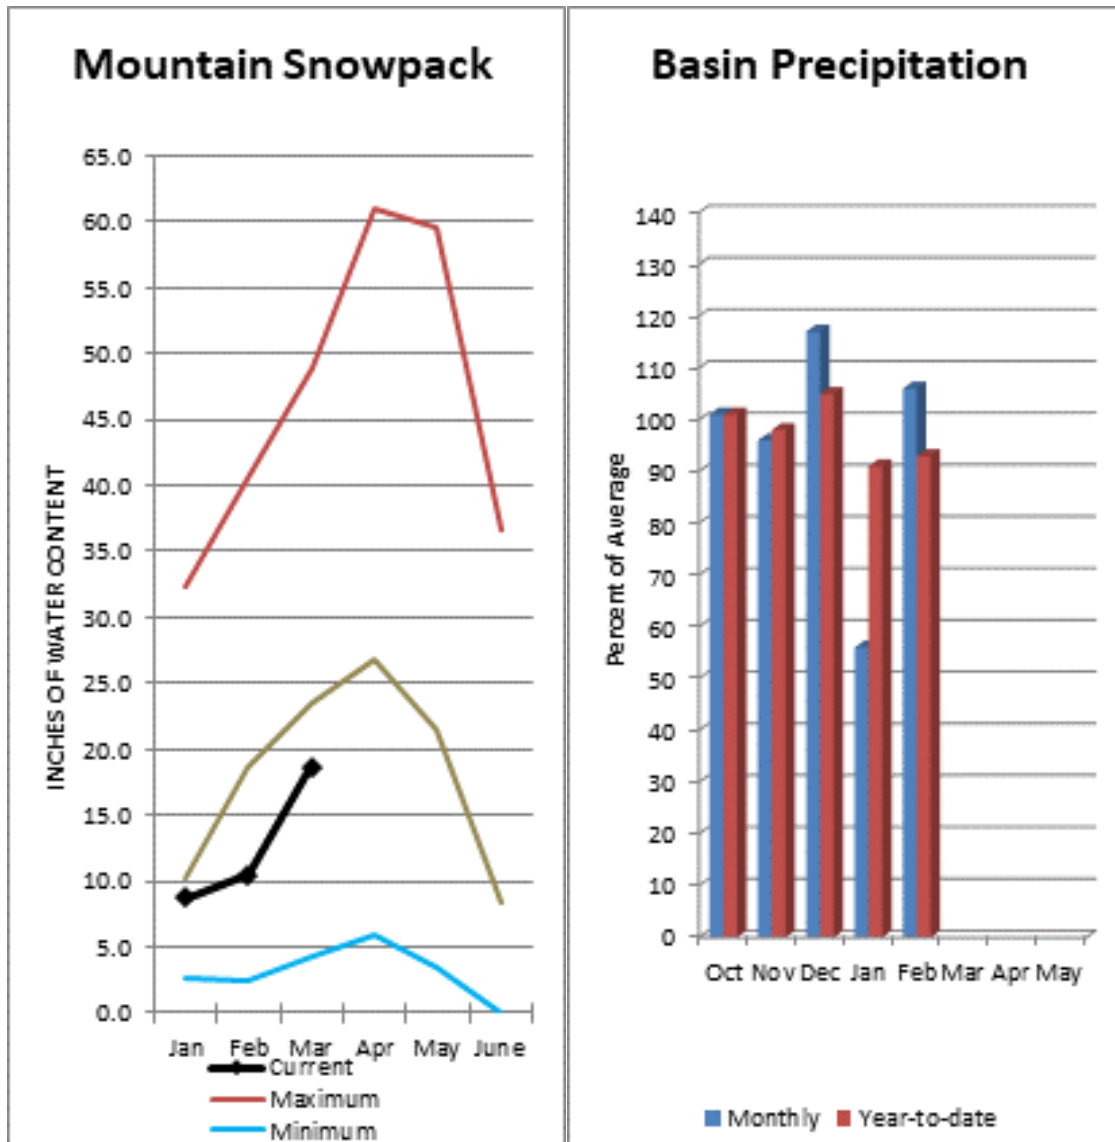 Mountain Snowpack
INCHES OF WATER CONTENT
65.0
60.0
55.0
50.0
45.0
40.0
35.0
30.0
25.0
20.0
15.0
10.0
5.0
0.0
Jan Feb Mar Apr May June
Current
Maximum
Minimum
Basin Precipitation
Percent of Average
140
130
120
110
100
90
80
70
60
50
40
30
20
10
0
Oct Nov Dec Jan Feb Mar Apr May
Monthly Year-to-date